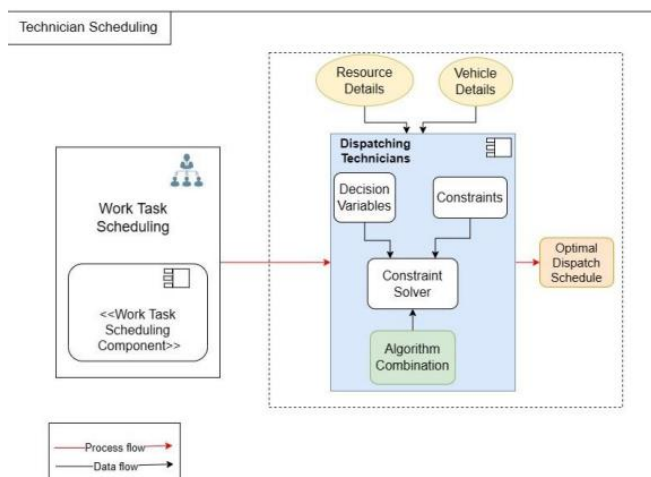 Technician Scheduling
Resource
Details
Vehicle
Details
Dispatching
Technicians
Decision
Variables
Constraints
Work Task
Scheduling
Constraint
Solver
Optimal
Dispatch
Schedule
<<Work Task
Scheduling
Component>>
Algorithm
Combination
Process flow
Data flow